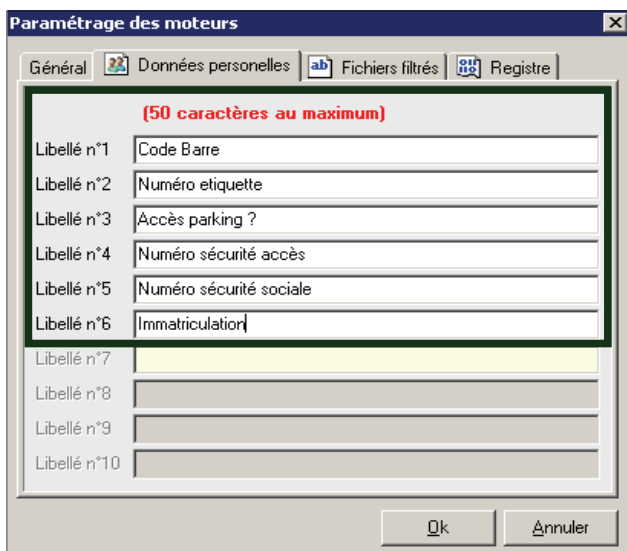 Paramétrage des moteurs
Général Données personelles Fichiers filtrés Registre
(50 caractères au maximum)
Libellé n°1 Code Barre
Libellé n°2 Numéro etiquette
Libellé n°3 Accès parking ?
Libellé n°4 Numéro sécurité accès
Libellé n°5 Numéro sécurité sociale
Libellé n°6 Immatriculation
Libellé n°7
Libellé n°8
Libellé n°9
Libellé n°10
Ok Annuler